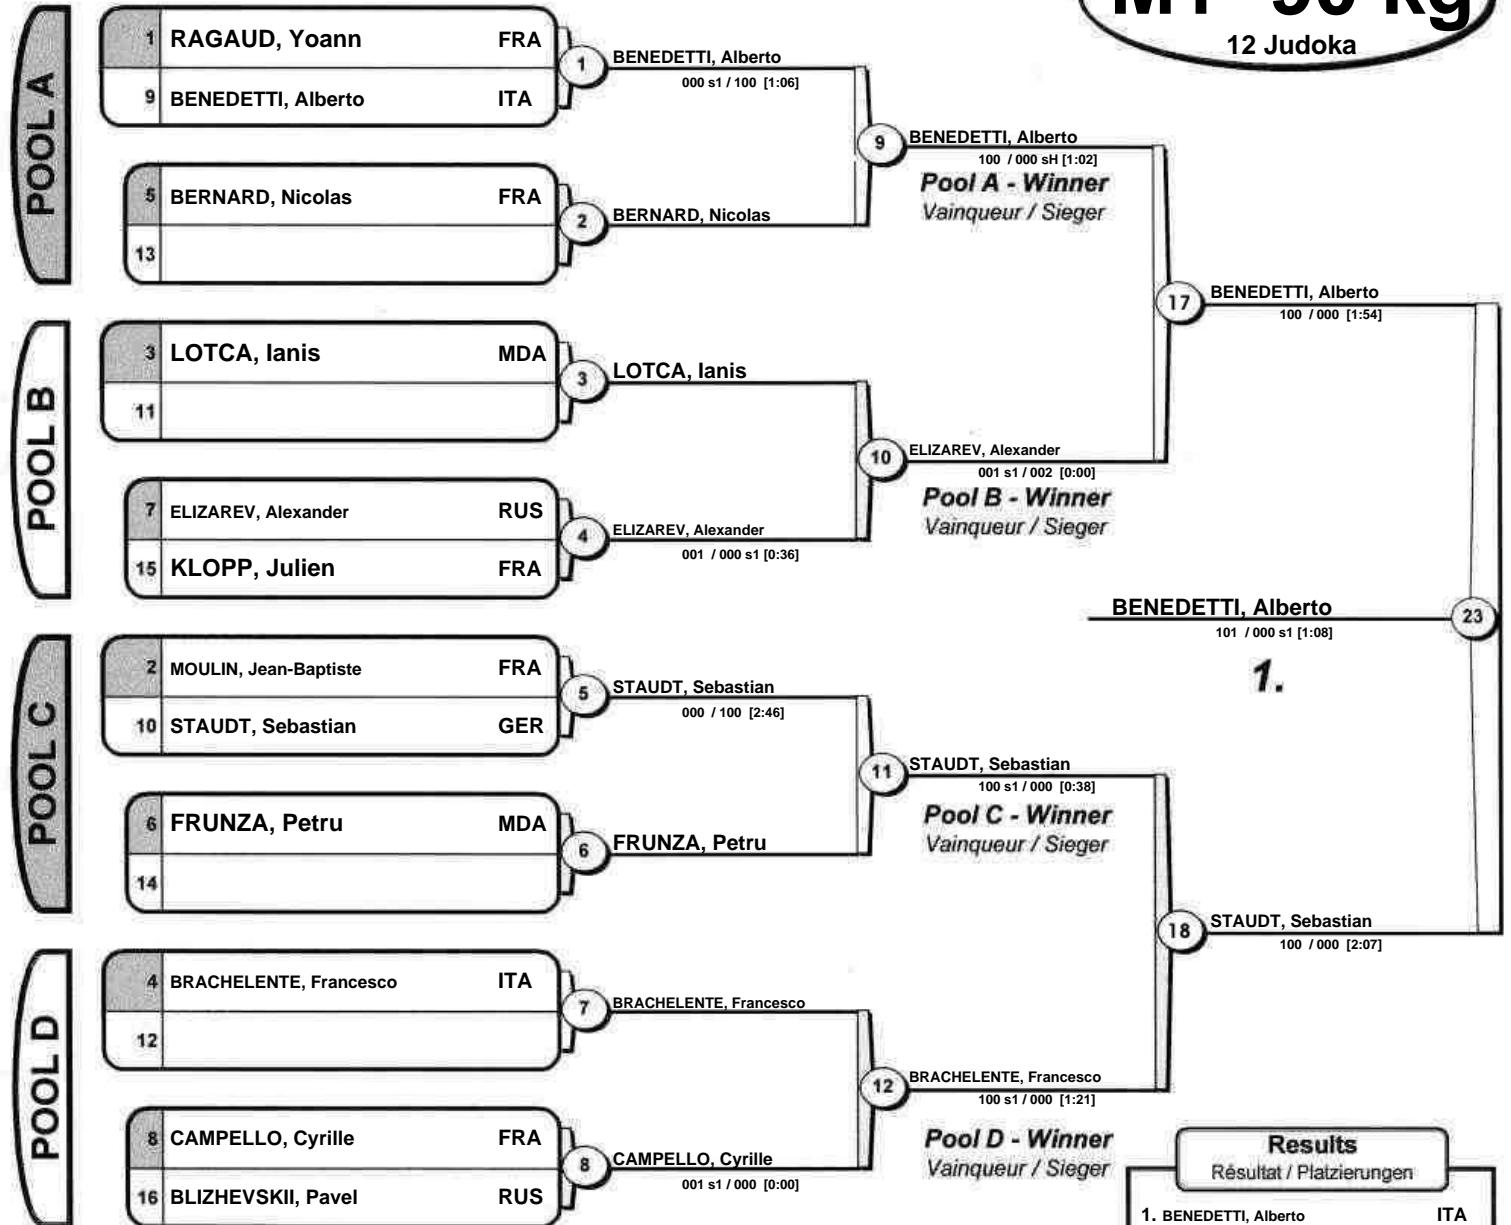 M1 -90 kg
12 Judoka
POOL A
1 RAGAUD, Yoann FRA
9 BENEDETTI, Alberto ITA
1
BENEDETTI, Alberto
000 s1 / 100 [1:06]
5 BERNARD, Nicolas FRA
13
2
BERNARD, Nicolas
9
BENEDETTI, Alberto
100 / 000 sH [1:02]
Pool A - Winner
Vainqueur / Sieger
POOL B
3 LOTCA, Ianis MDA
11
3
LOTCA, Ianis
7 ELIZAREV, Alexander RUS
15 KLOPP, Julien FRA
4
ELIZAREV, Alexander
001 / 000 s1 [0:36]
10
ELIZAREV, Alexander
001 s1 / 002 [0:00]
Pool B - Winner
Vainqueur / Sieger
17
BENEDETTI, Alberto
100 / 000 [1:54]
POOL C
2 MOULIN, Jean-Baptiste FRA
10 STAUDT, Sebastian GER
5
STAUDT, Sebastian
000 / 100 [2:46]
6 FRUNZA, Petru MDA
14
6
FRUNZA, Petru
11
STAUDT, Sebastian
100 s1 / 000 [0:38]
Pool C - Winner
Vainqueur / Sieger
POOL D
4 BRACHELENTE, Francesco ITA
12
7
BRACHELENTE, Francesco
8 CAMPELLO, Cyrille FRA
16 BLIZHEVSKII, Pavel RUS
8
CAMPELLO, Cyrille
001 s1 / 000 [0:00]
12
BRACHELENTE, Francesco
100 s1 / 000 [1:21]
Pool D - Winner
Vainqueur / Sieger
18
STAUDT, Sebastian
100 / 000 [2:07]
23
BENEDETTI, Alberto
101 / 000 s1 [1:08]
1.
Results
Résultat / Platzierungen
1. BENEDETTI, Alberto ITA